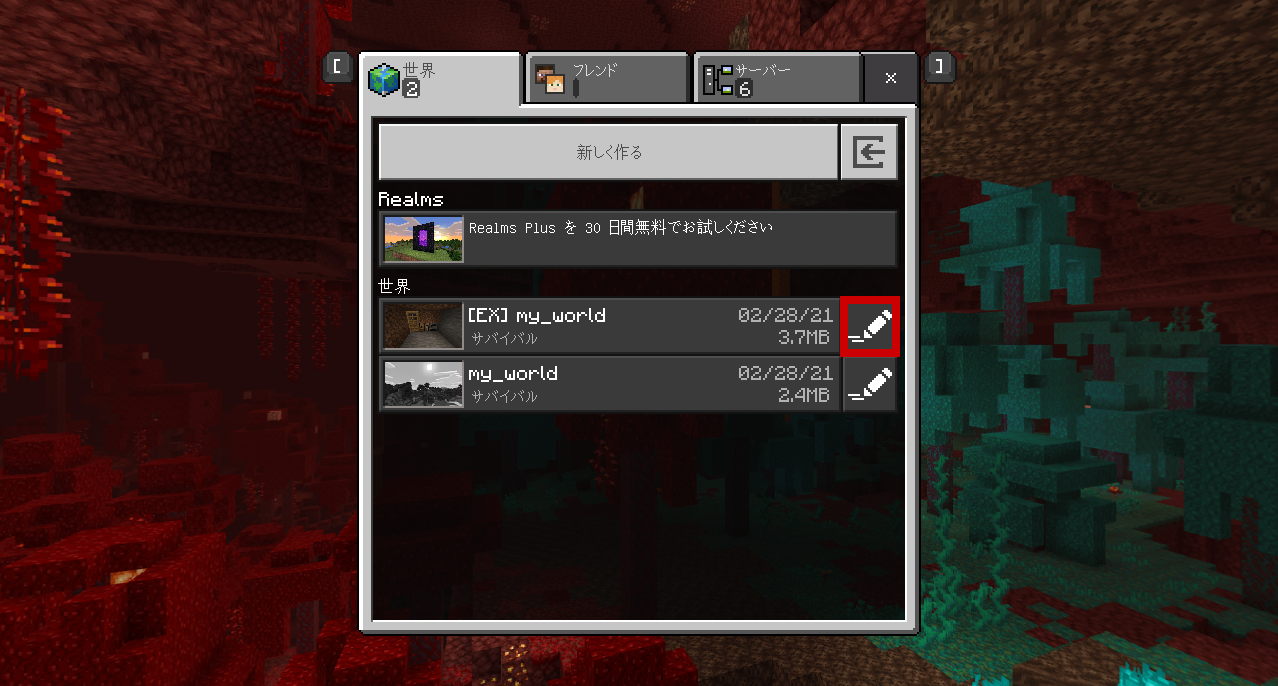 [
世界
2
フレンド
サーバー
6
×
]
新しく作る
Realms
Realms Plus を 30 日間無料でお試しください
世界
[EX] my_world
02/28/21
サバイバル
3.7MB
my_world
02/28/21
サバイバル
2.4MB